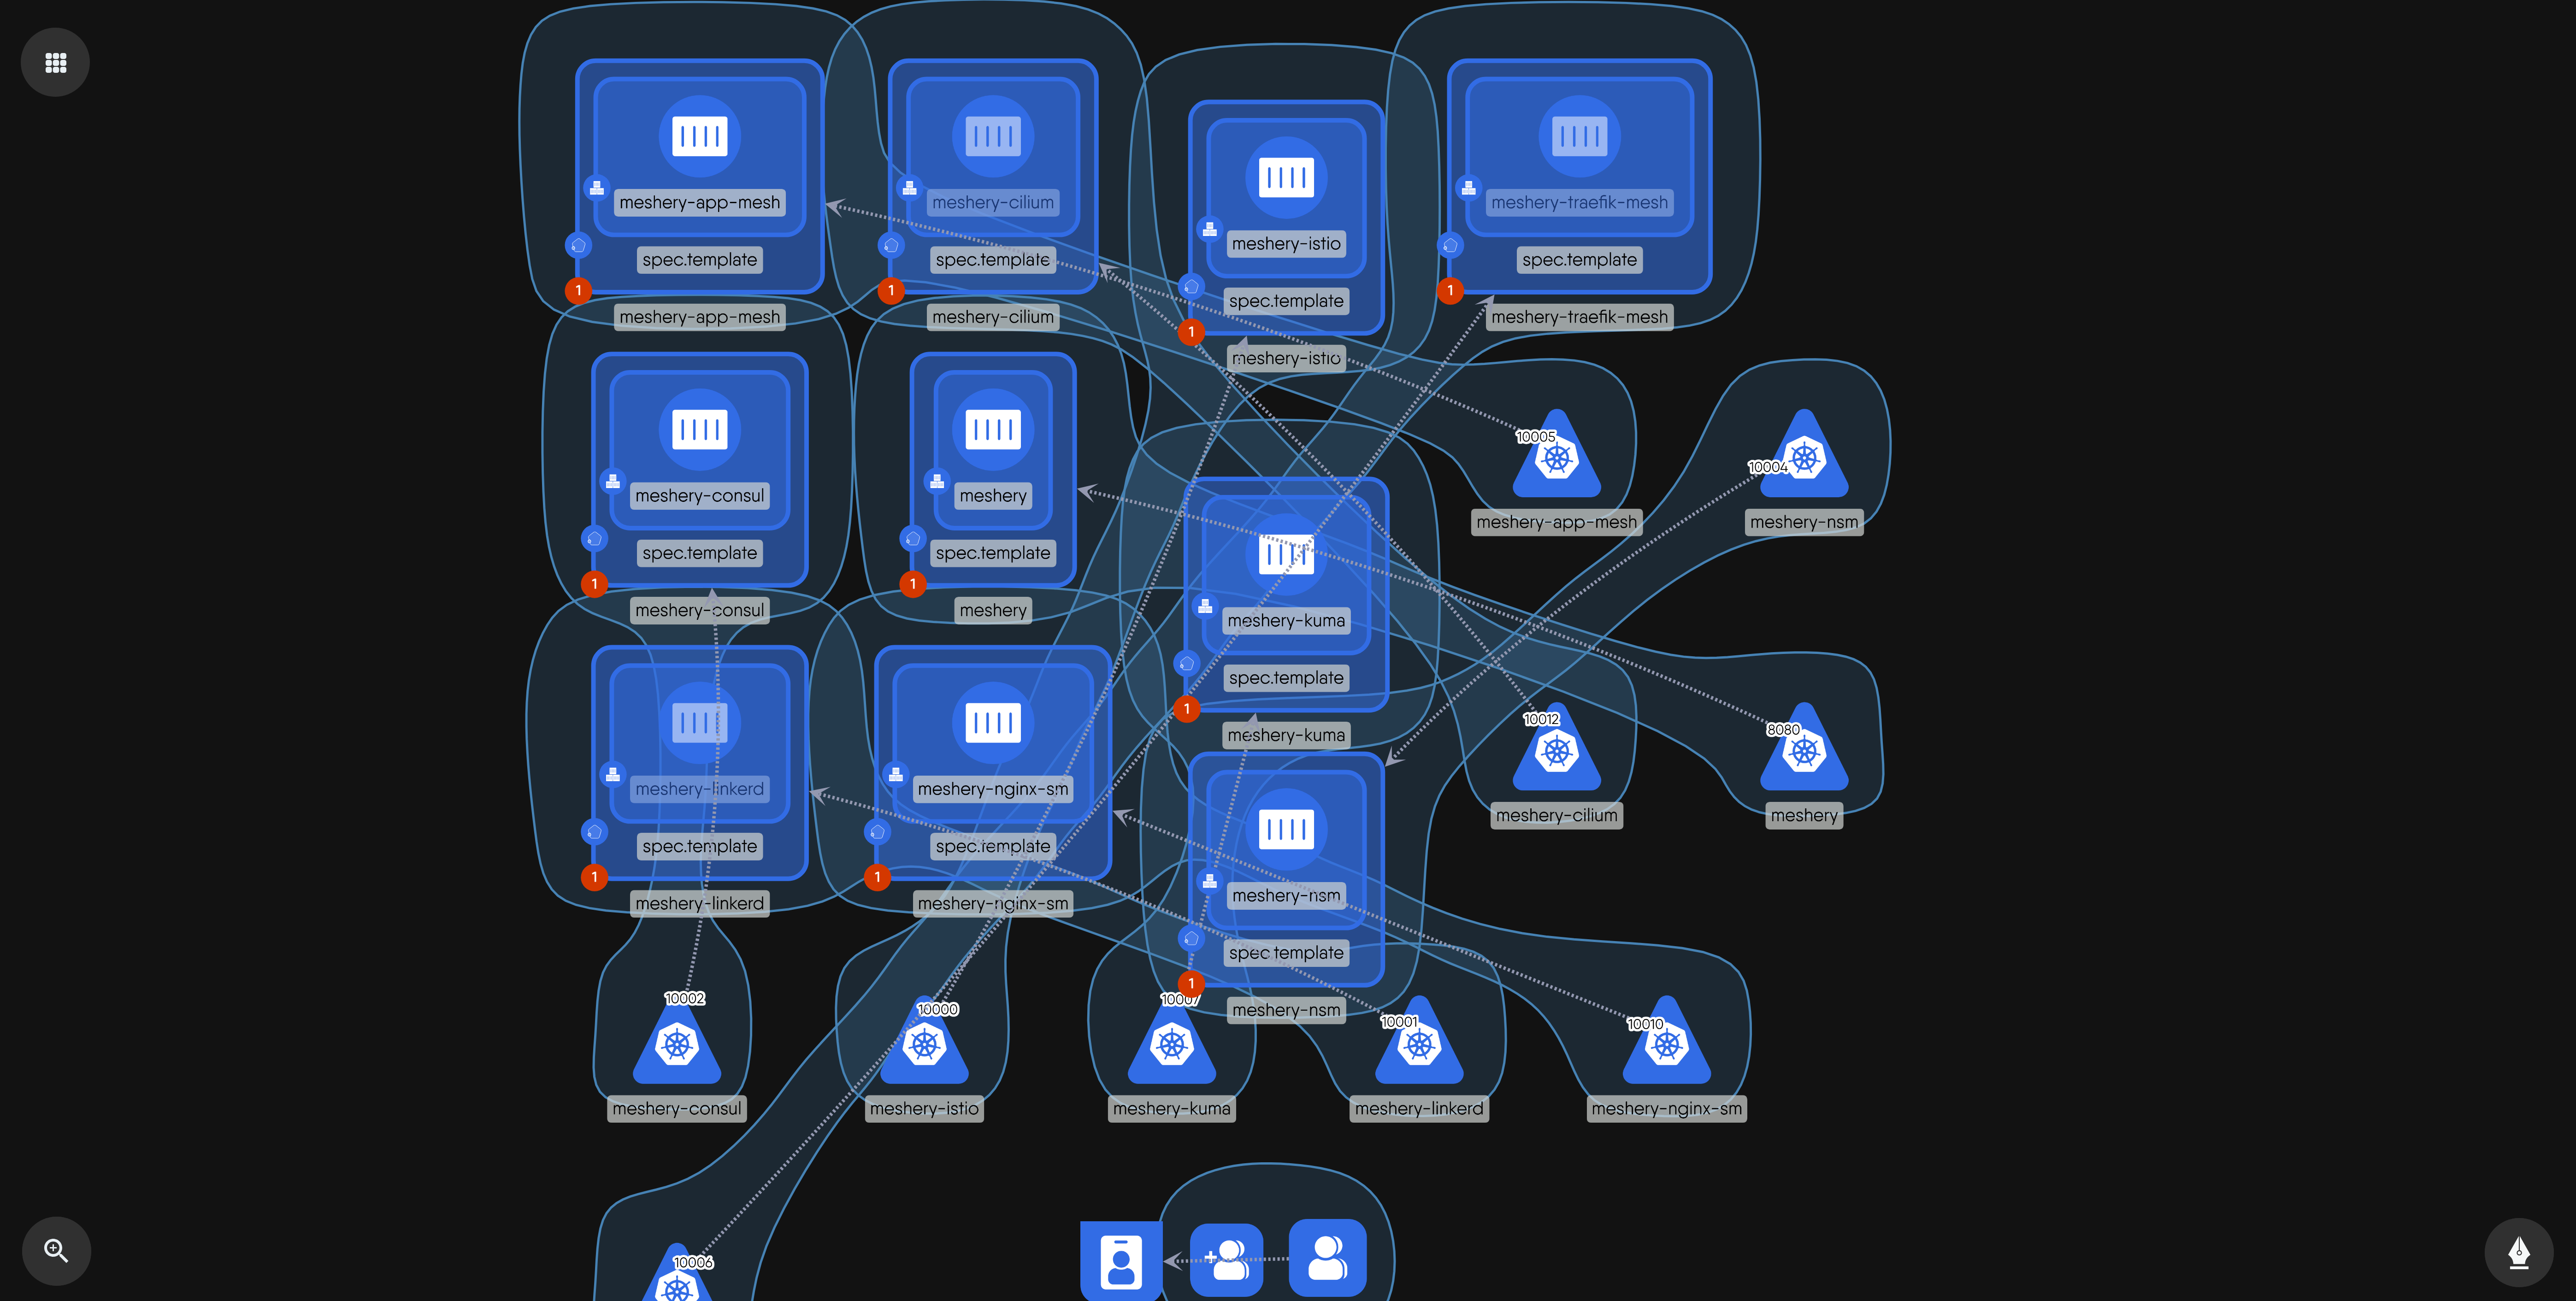 meshery-app-mesh
spec.template
1
meshery-app-mesh
meshery-cilium
spec.template
1
meshery-cilium
meshery-istio
spec.template
1
meshery-istio
meshery-traefik-mesh
spec.template
1
meshery-traefik-mesh
meshery-consul
spec.template
1
meshery-consul
meshery
spec.template
1
meshery
meshery-kuma
spec.template
1
meshery-kuma
10005
meshery-app-mesh
10004
meshery-nsm
meshery-linkerd
spec.template
1
meshery-linkerd
meshery-nginx-sm
spec.template
1
meshery-nginx-sm
meshery-nsm
spec.template
1
meshery-nsm
10012
meshery-cilium
8080
meshery
10002
meshery-consul
10000
meshery-istio
10007
meshery-kuma
10001
meshery-linkerd
10010
meshery-nginx-sm
10006